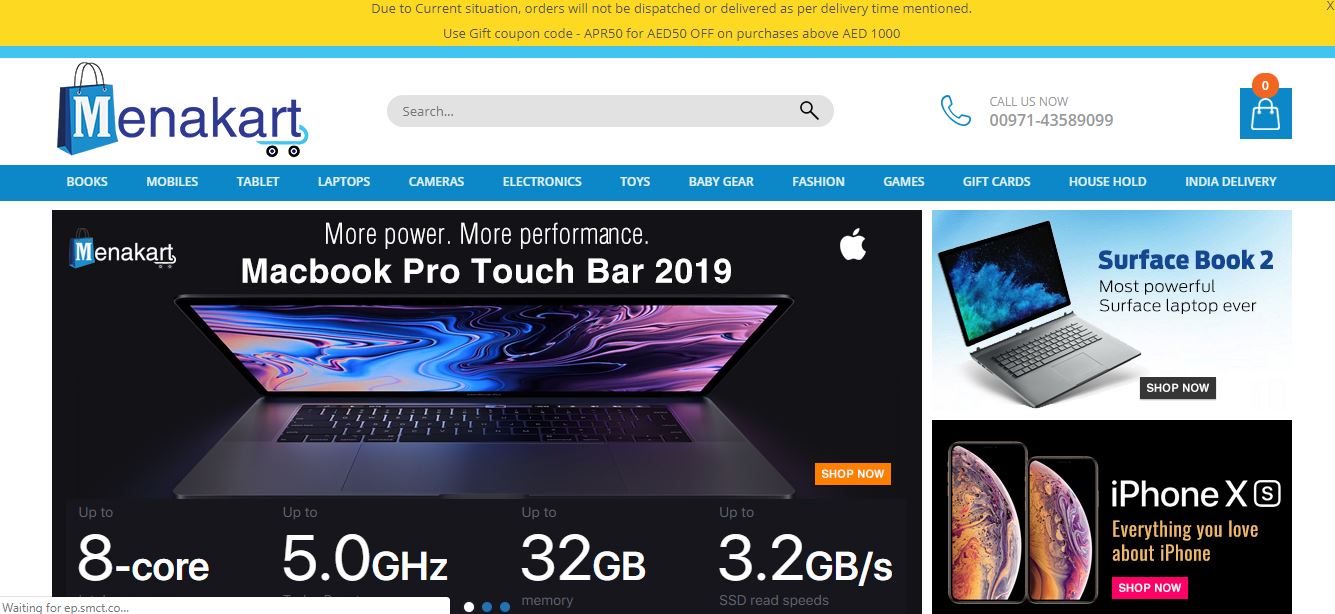 Due to Current situation, orders will not be dispatched or delivered as per delivery time mentioned.
X
Use Gift coupon code - APR50 for AED50 OFF on purchases above AED 1000
Menakart
Search...
CALL US NOW
00971-43589099
0
BOOKS MOBILES TABLET LAPTOPS CAMERAS ELECTRONICS TOYS BABY GEAR FASHION GAMES GIFT CARDS HOUSE HOLD INDIA DELIVERY
Menakart
More power. More performance.
Macbook Pro Touch Bar 2019
SHOP NOW
Up to Up to Up to Up to
8-core 5.0GHz 32GB 3.2GB/s
memory SSD read speeds
Surface Book 2
Most powerful
Surface laptop ever
SHOP NOW
iPhone XS
Everything you love
about iPhone
SHOP NOW
Waiting for ep.smct.co...